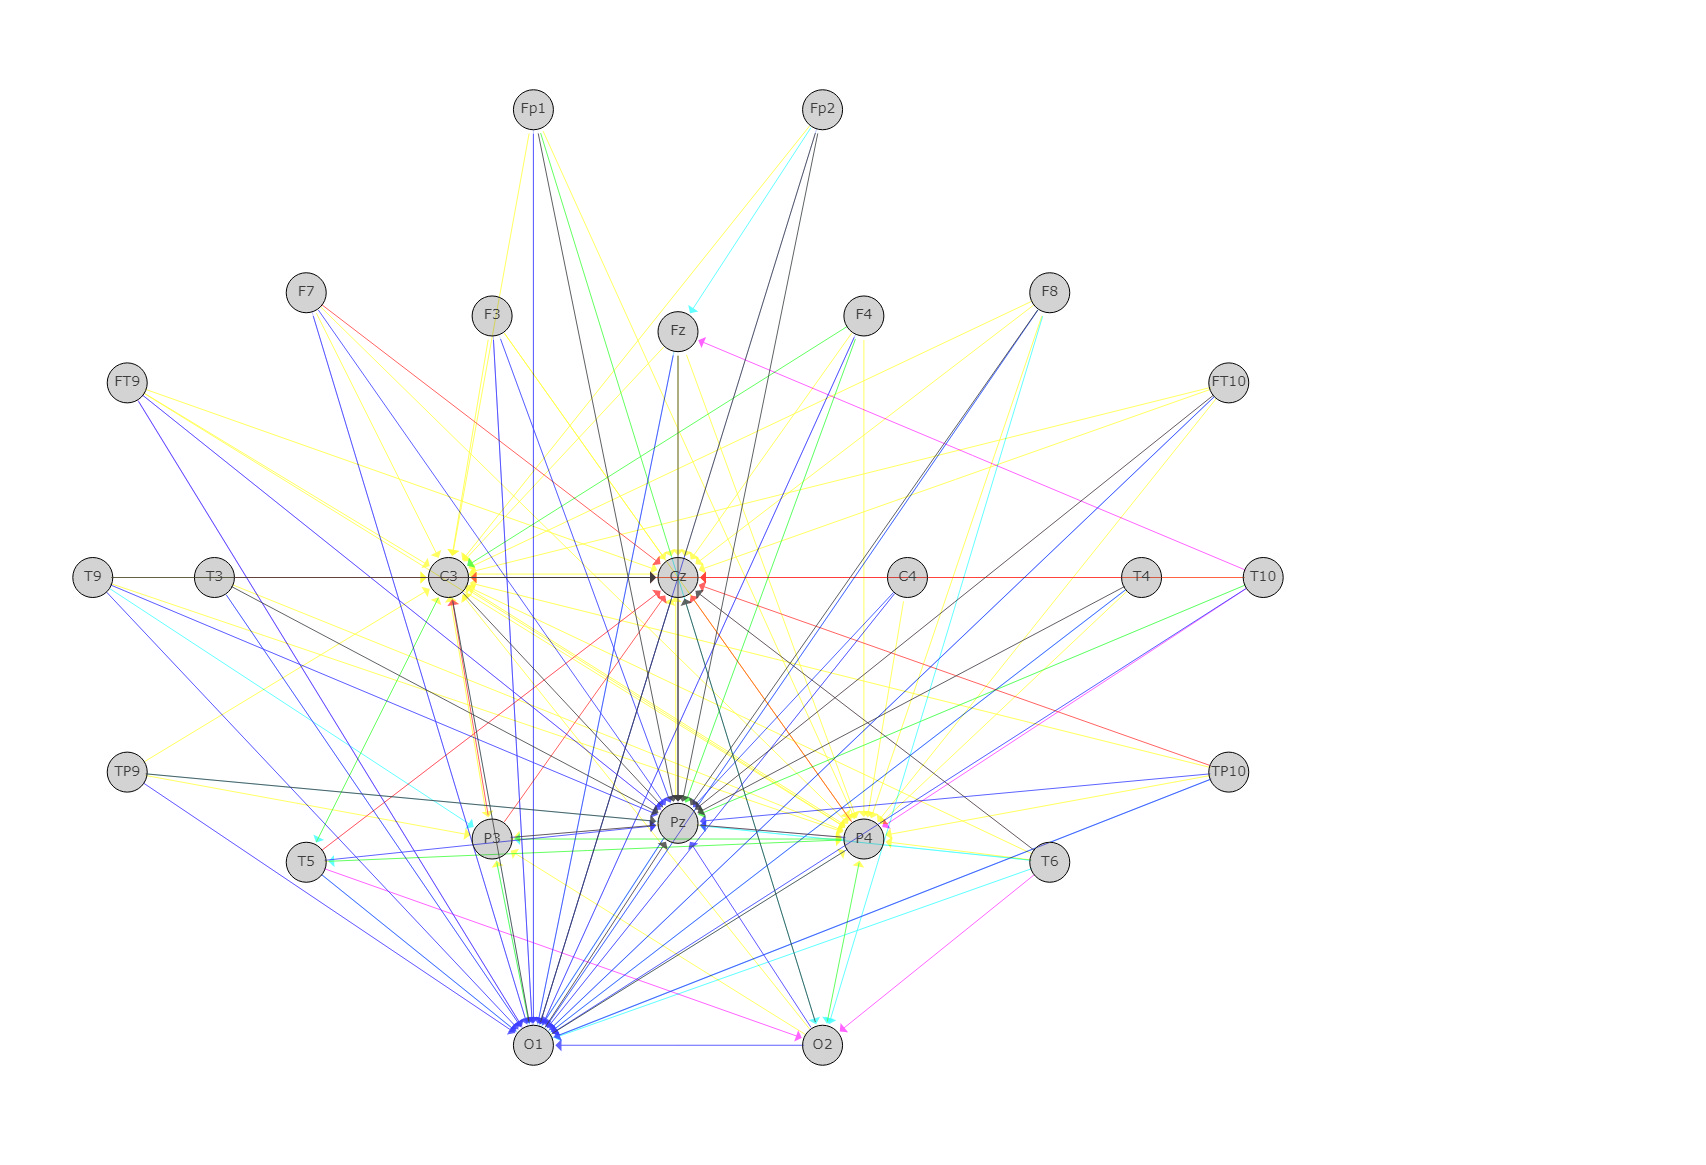 Fp1 Fp2
F7 F8
F3 Fz F4
FT9 FT10
T9 T3 C3 Cz C4 T4 T10
TP9 TP10
Pz
P3 P4
T5 T6
O1 O2